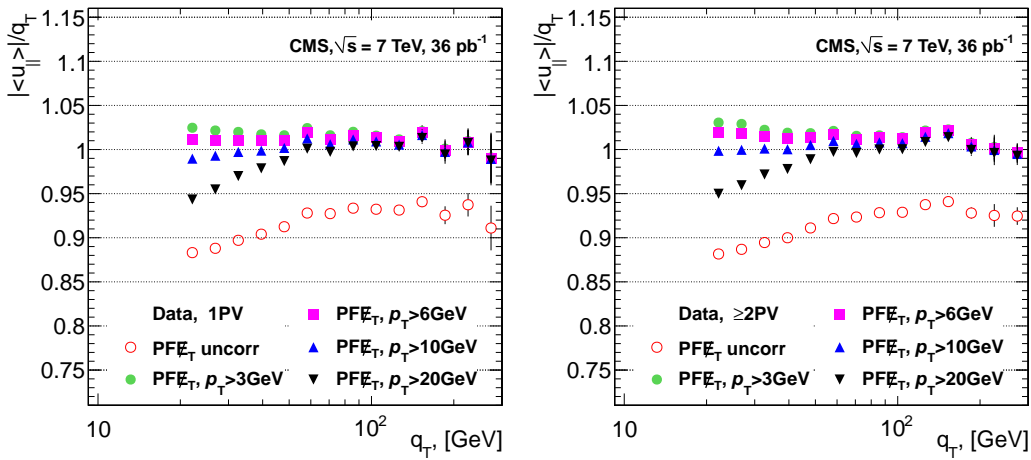 |<u||>|/qT
1.15
1.1
1.05
1
0.95
0.9
0.85
0.8
0.75
CMS, √s = 7 TeV, 36 pb-1
Data, 1PV
PFE̸T uncorr
PFE̸T, pT>3GeV
PFE̸T, pT>6GeV
PFE̸T, pT>10GeV
PFE̸T, pT>20GeV
10
10²
qT, [GeV]
|<u||>|/qT
1.15
1.1
1.05
1
0.95
0.9
0.85
0.8
0.75
CMS, √s = 7 TeV, 36 pb-1
Data, ≥2PV
PFE̸T uncorr
PFE̸T, pT>3GeV
PFE̸T, pT>6GeV
PFE̸T, pT>10GeV
PFE̸T, pT>20GeV
10
10²
qT, [GeV]